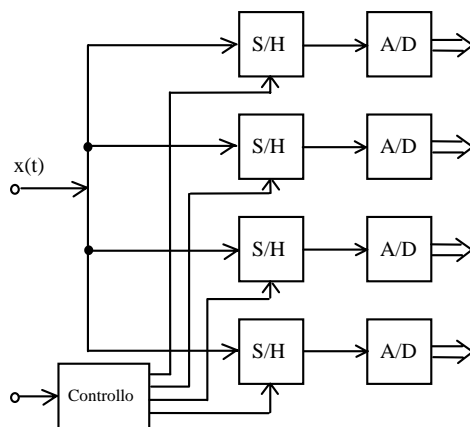 S/H A/D
S/H A/D
x(t)
S/H A/D
S/H A/D
Controllo